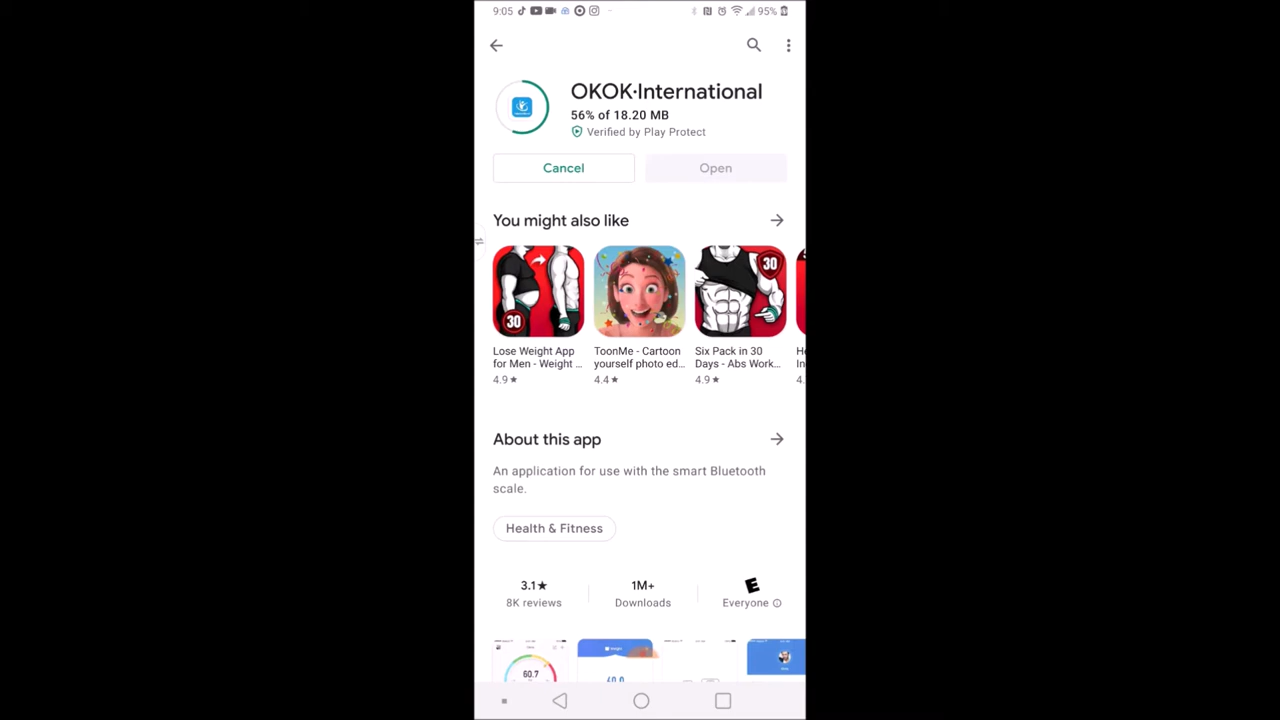 9:05
95%
OKOK·International
56% of 18.20 MB
Verified by Play Protect
Cancel
Open
You might also like
30
30
Lose Weight App
for Men - Weight ...
4.9★
ToonMe - Cartoon
yourself photo ed...
4.4★
Six Pack in 30
Days - Abs Work...
4.9★
4.
About this app
An application for use with the smart Bluetooth
scale.
Health & Fitness
3.1★
8K reviews
1M+
Downloads
E
Everyone
60.7